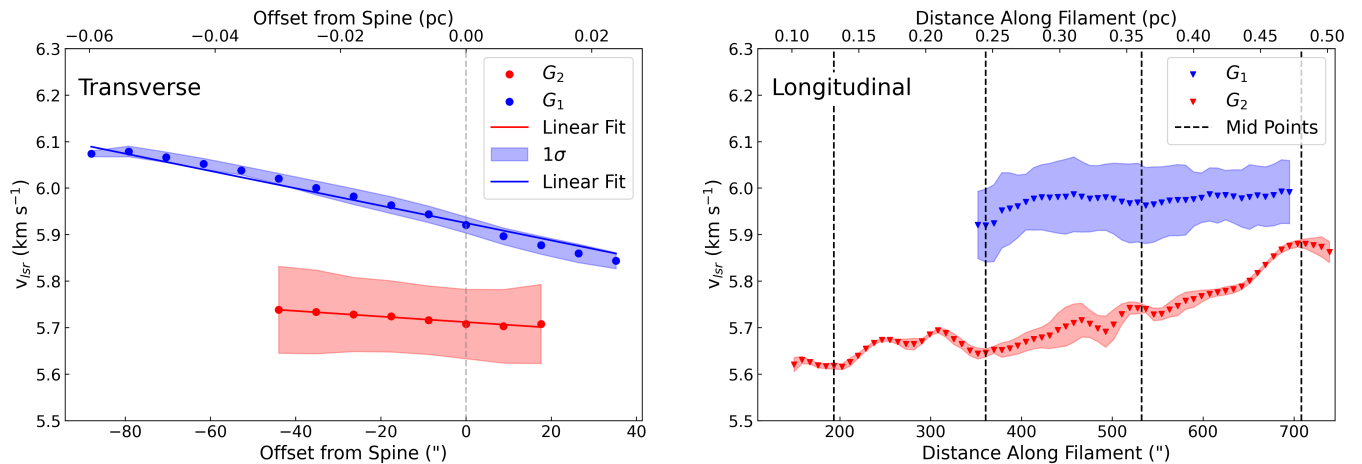 Offset from Spine (pc)
−0.06 −0.04 −0.02 0.00 0.02
6.3
6.2
6.1
6.0
5.9
5.8
5.7
5.6
5.5
v_lsr (km s⁻¹)
Transverse
G₂
G₁
Linear Fit
1σ
Linear Fit
−80 −60 −40 −20 0 20 40
Offset from Spine (")
Distance Along Filament (pc)
0.10 0.15 0.20 0.25 0.30 0.35 0.40 0.45 0.50
6.3
6.2
6.1
6.0
5.9
5.8
5.7
5.6
5.5
v_lsr (km s⁻¹)
Longitudinal
G₁
G₂
Mid Points
200 300 400 500 600 700
Distance Along Filament (")